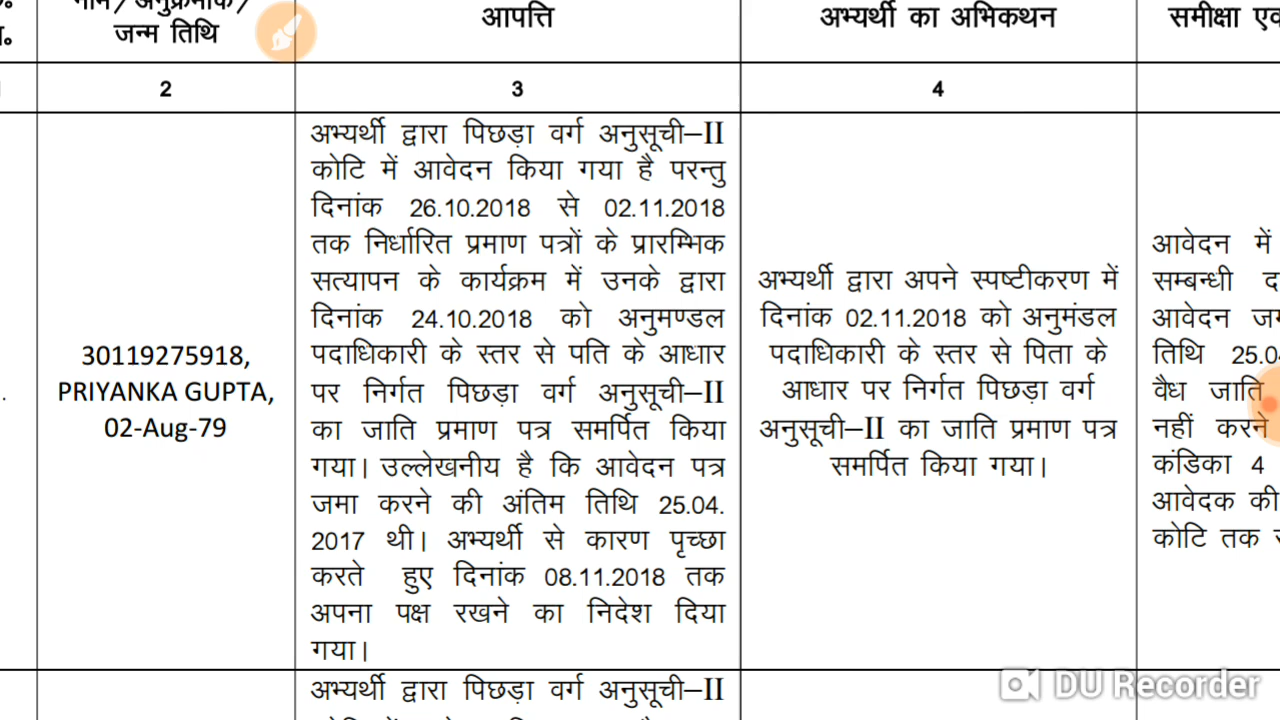 नाम/अनुक्रमांक/
जन्म तिथि
आपत्ति
अभ्यर्थी का अभिकथन
समीक्षा एव
2
3
4
30119275918,
PRIYANKA GUPTA,
02-Aug-79
अभ्यर्थी द्वारा पिछड़ा वर्ग अनुसूची–II
कोटि में आवेदन किया गया है परन्तु
दिनांक 26.10.2018 से 02.11.2018
तक निर्धारित प्रमाण पत्रों के प्रारम्भिक
सत्यापन के कार्यक्रम में उनके द्वारा
दिनांक 24.10.2018 को अनुमण्डल
पदाधिकारी के स्तर से पति के आधार
पर निर्गत पिछड़ा वर्ग अनुसूची–II
का जाति प्रमाण पत्र समर्पित किया
गया। उल्लेखनीय है कि आवेदन पत्र
जमा करने की अंतिम तिथि 25.04.
2017 थी। अभ्यर्थी से कारण पृच्छा
करते हुए दिनांक 08.11.2018 तक
अपना पक्ष रखने का निदेश दिया
गया।
अभ्यर्थी द्वारा अपने स्पष्टीकरण में
दिनांक 02.11.2018 को अनुमंडल
पदाधिकारी के स्तर से पिता के
आधार पर निर्गत पिछड़ा वर्ग
अनुसूची–II का जाति प्रमाण पत्र
समर्पित किया गया।
आवेदन में
सम्बन्धी द
आवेदन जम
तिथि 25.0
वैध जाति
नहीं करने
कंडिका 4
आवेदक की
कोटि तक
अभ्यर्थी द्वारा पिछड़ा वर्ग अनुसूची–II
DU Recorder